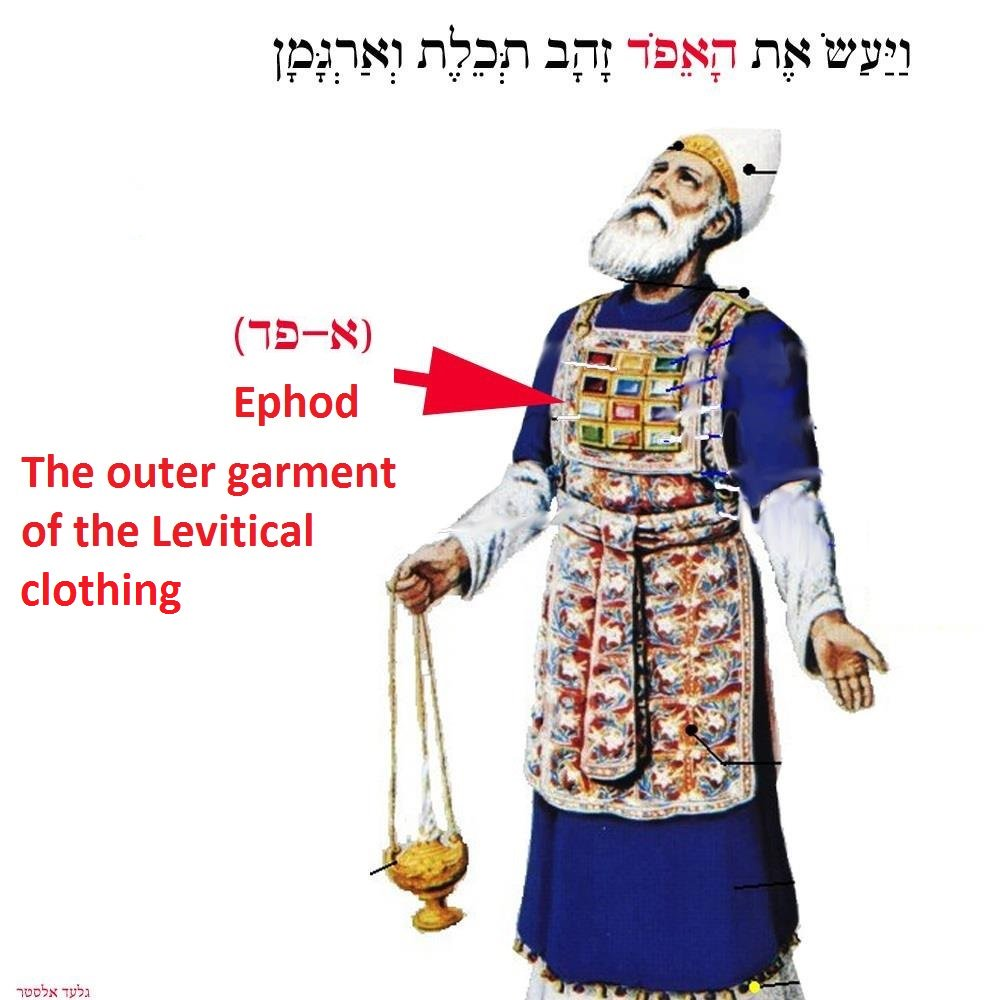 וַיַּעַשׂ אֶת הָאֵפֹד זָהָב תְּכֵלֶת וְאַרְגָּמָן
(א–פד)
Ephod
The outer garment
of the Levitical
clothing
גלעד אלסטר